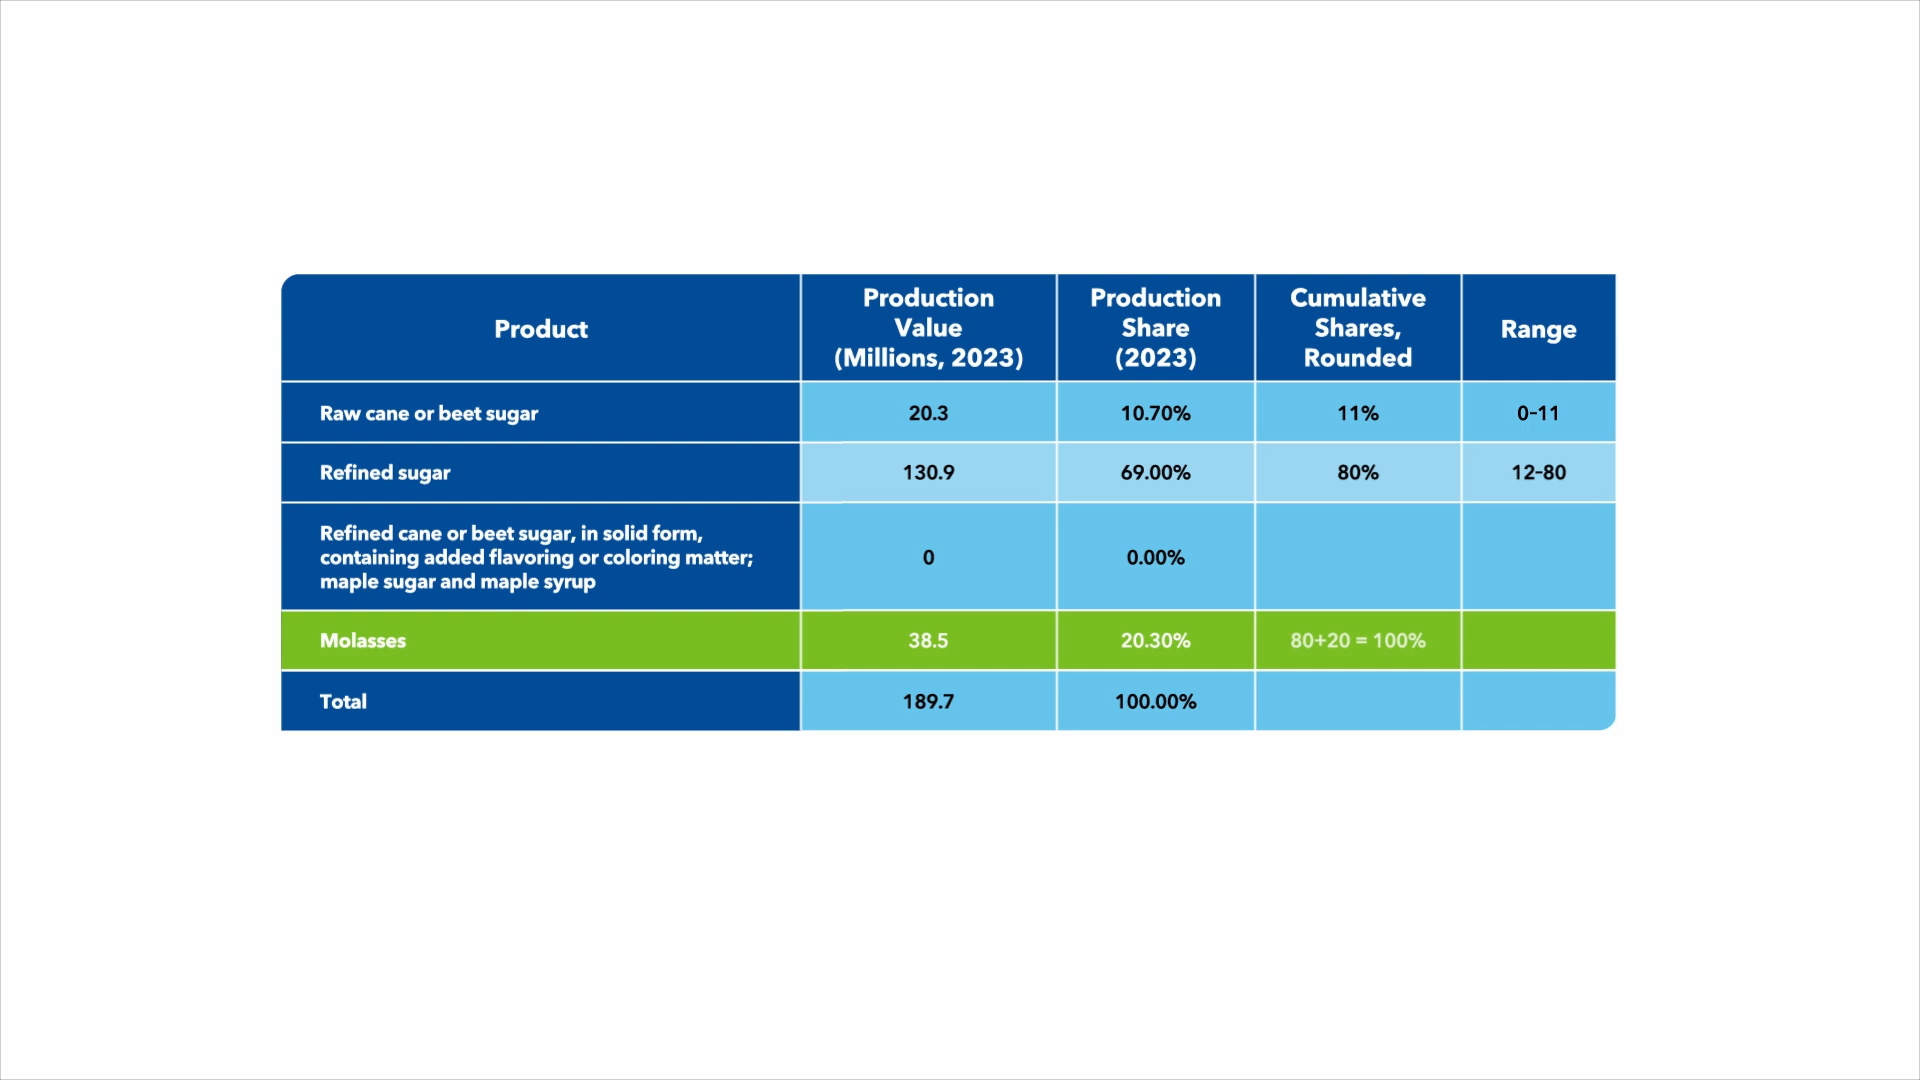 Product
Production
Value
(Millions, 2023)
Production
Share
(2023)
Cumulative
Shares,
Rounded
Range
Raw cane or beet sugar
20.3
10.70%
11%
0–11
Refined sugar
130.9
69.00%
80%
12–80
Refined cane or beet sugar, in solid form,
containing added flavoring or coloring matter;
maple sugar and maple syrup
0
0.00%
Molasses
38.5
20.30%
80+20 = 100%
Total
189.7
100.00%